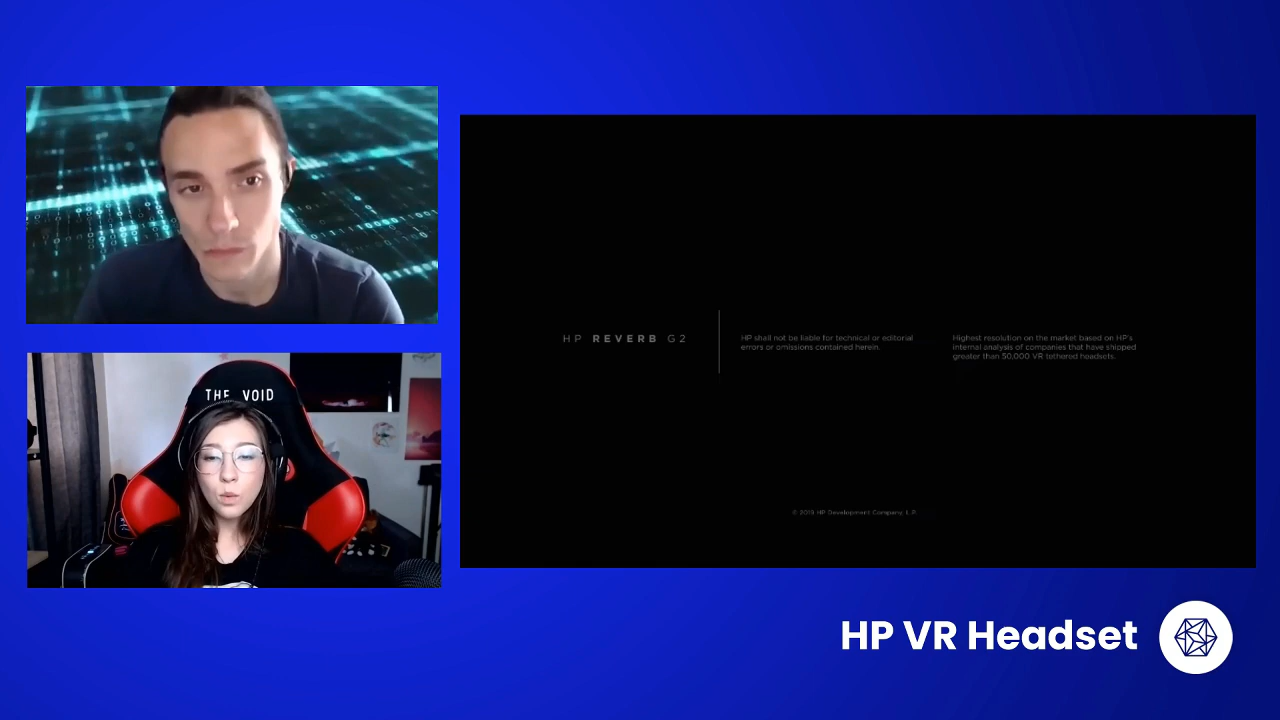 THE VOID
HP REVERB G2
HP shall not be liable for technical or editorial
errors or omissions contained herein.
Highest resolution on the market based on HP's
internal analysis of companies that have shipped
greater than 50,000 VR tethered headsets.
© 2019 HP Development Company, L.P.
HP VR Headset